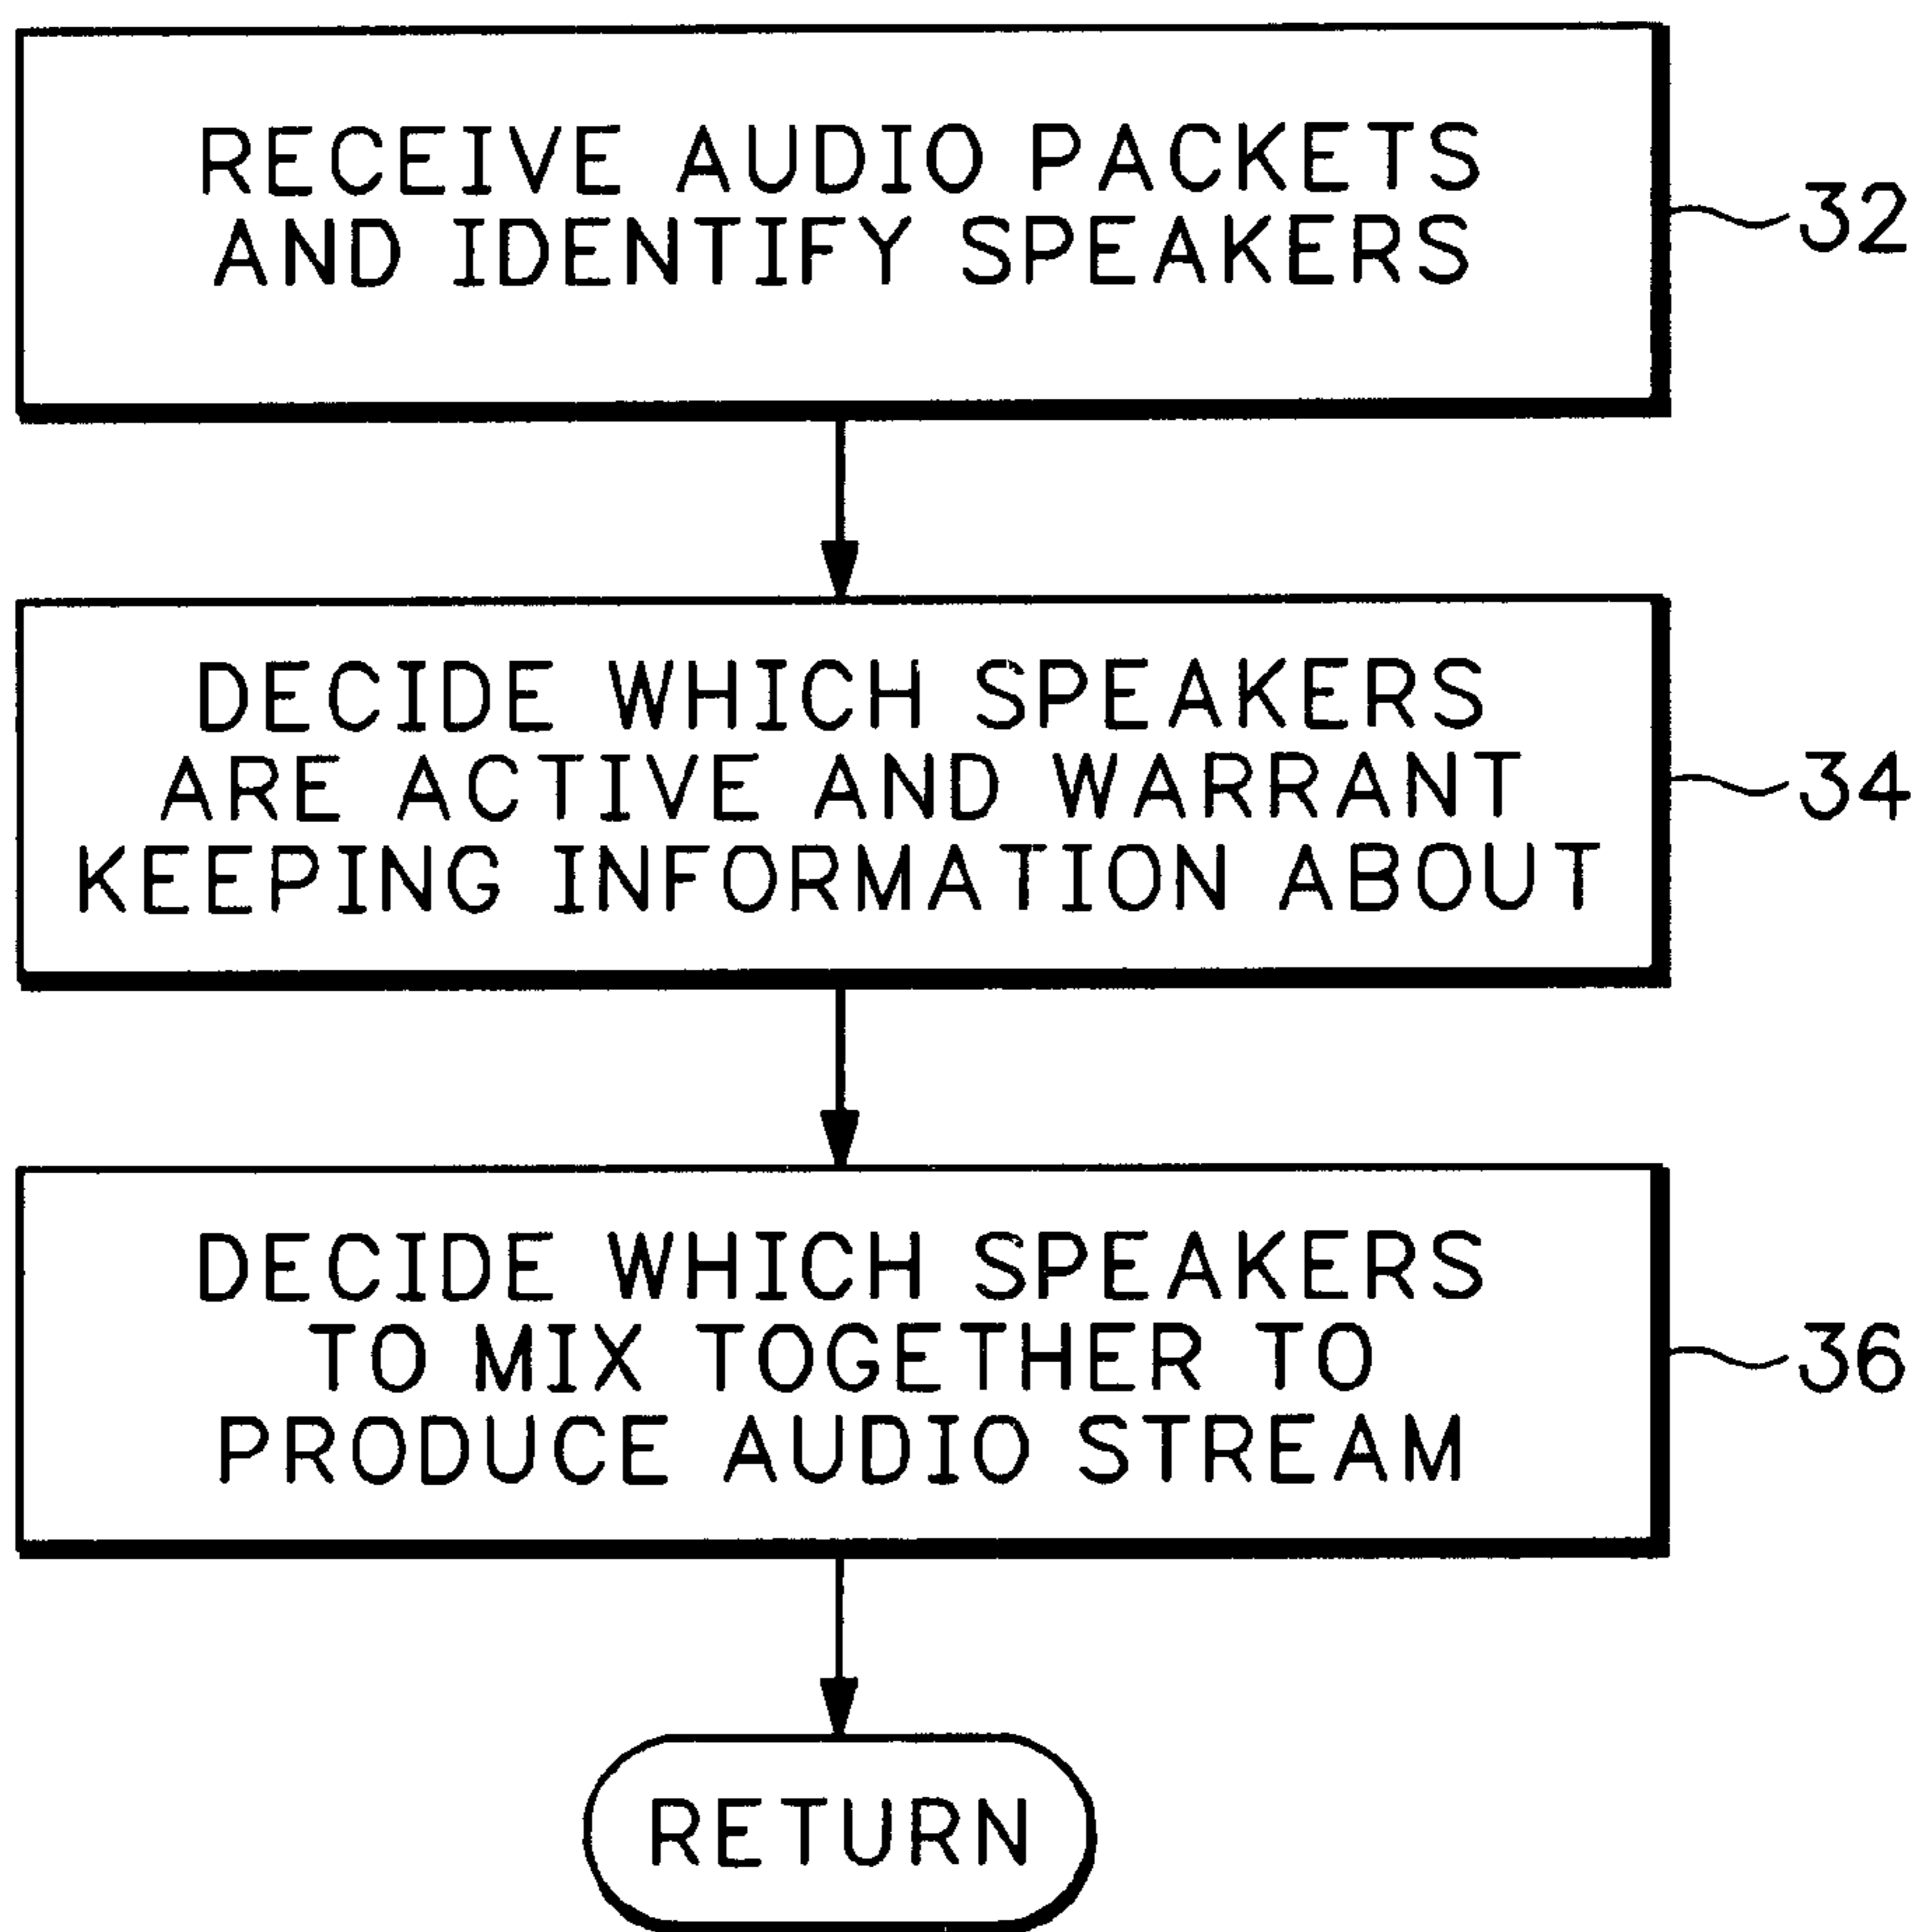 RECEIVE AUDIO PACKETS
AND IDENTIFY SPEAKERS
32
DECIDE WHICH SPEAKERS
ARE ACTIVE AND WARRANT
KEEPING INFORMATION ABOUT
34
DECIDE WHICH SPEAKERS
TO MIX TOGETHER TO
PRODUCE AUDIO STREAM
36
RETURN